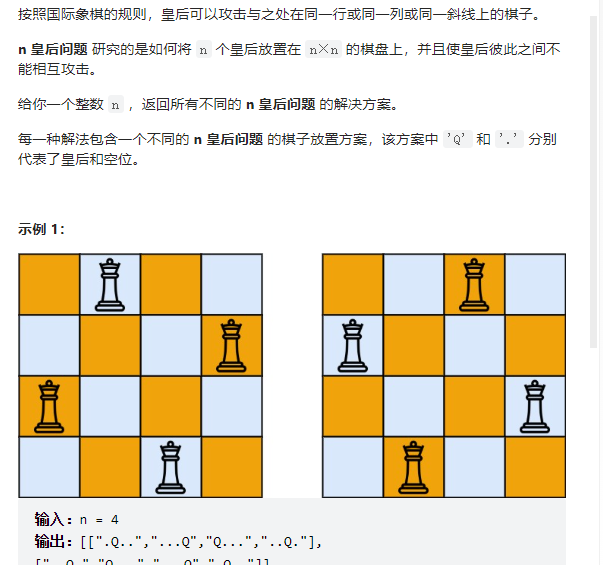 按照国际象棋的规则，皇后可以攻击与之处在同一行或同一列或同一斜线上的棋子。
n 皇后问题 研究的是如何将 n 个皇后放置在 n×n 的棋盘上，并且使皇后彼此之间不
能相互攻击。
给你一个整数 n ，返回所有不同的 n 皇后问题 的解决方案。
每一种解法包含一个不同的 n 皇后问题 的棋子放置方案，该方案中 'Q' 和 '.' 分别
代表了皇后和空位。
示例 1：
输入：n = 4
输出：[[".Q..","...Q","Q...","..Q."],